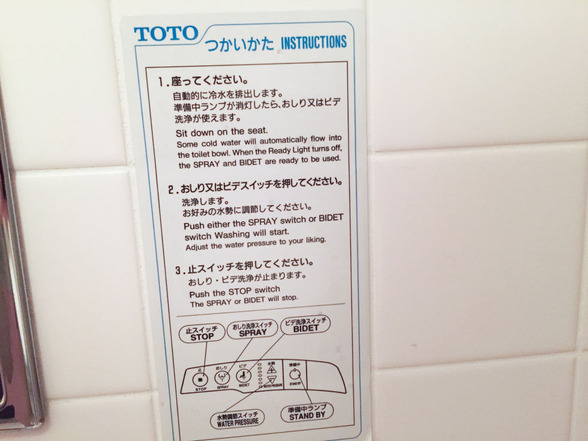 TOTO
つかいかた INSTRUCTIONS
1.座ってください。
自動的に冷水を排出します。
準備中ランプが消灯したら、おしり又はビデ
洗浄が使えます。
Sit down on the seat.
Some cold water will automatically flow into
the toilet bowl. When the Ready Light turns off,
the SPRAY and BIDET are ready to be used.
2.おしり又はビデスイッチを押してください。
洗浄します。
お好みの水勢に調節してください。
Push either the SPRAY switch or BIDET
switch Washing will start.
Adjust the water pressure to your liking.
3.止スイッチを押してください。
おしり・ビデ洗浄が止まります。
Push the STOP switch
The SPRAY or BIDET will stop.
止スイッチ
STOP
おしり洗浄スイッチ
SPRAY
ビデ洗浄スイッチ
BIDET
止
STOP
おしり
SPRAY
ビデ
BIDET
水勢
準備中
水勢調節スイッチ
WATER PRESSURE
準備中ランプ
STAND BY